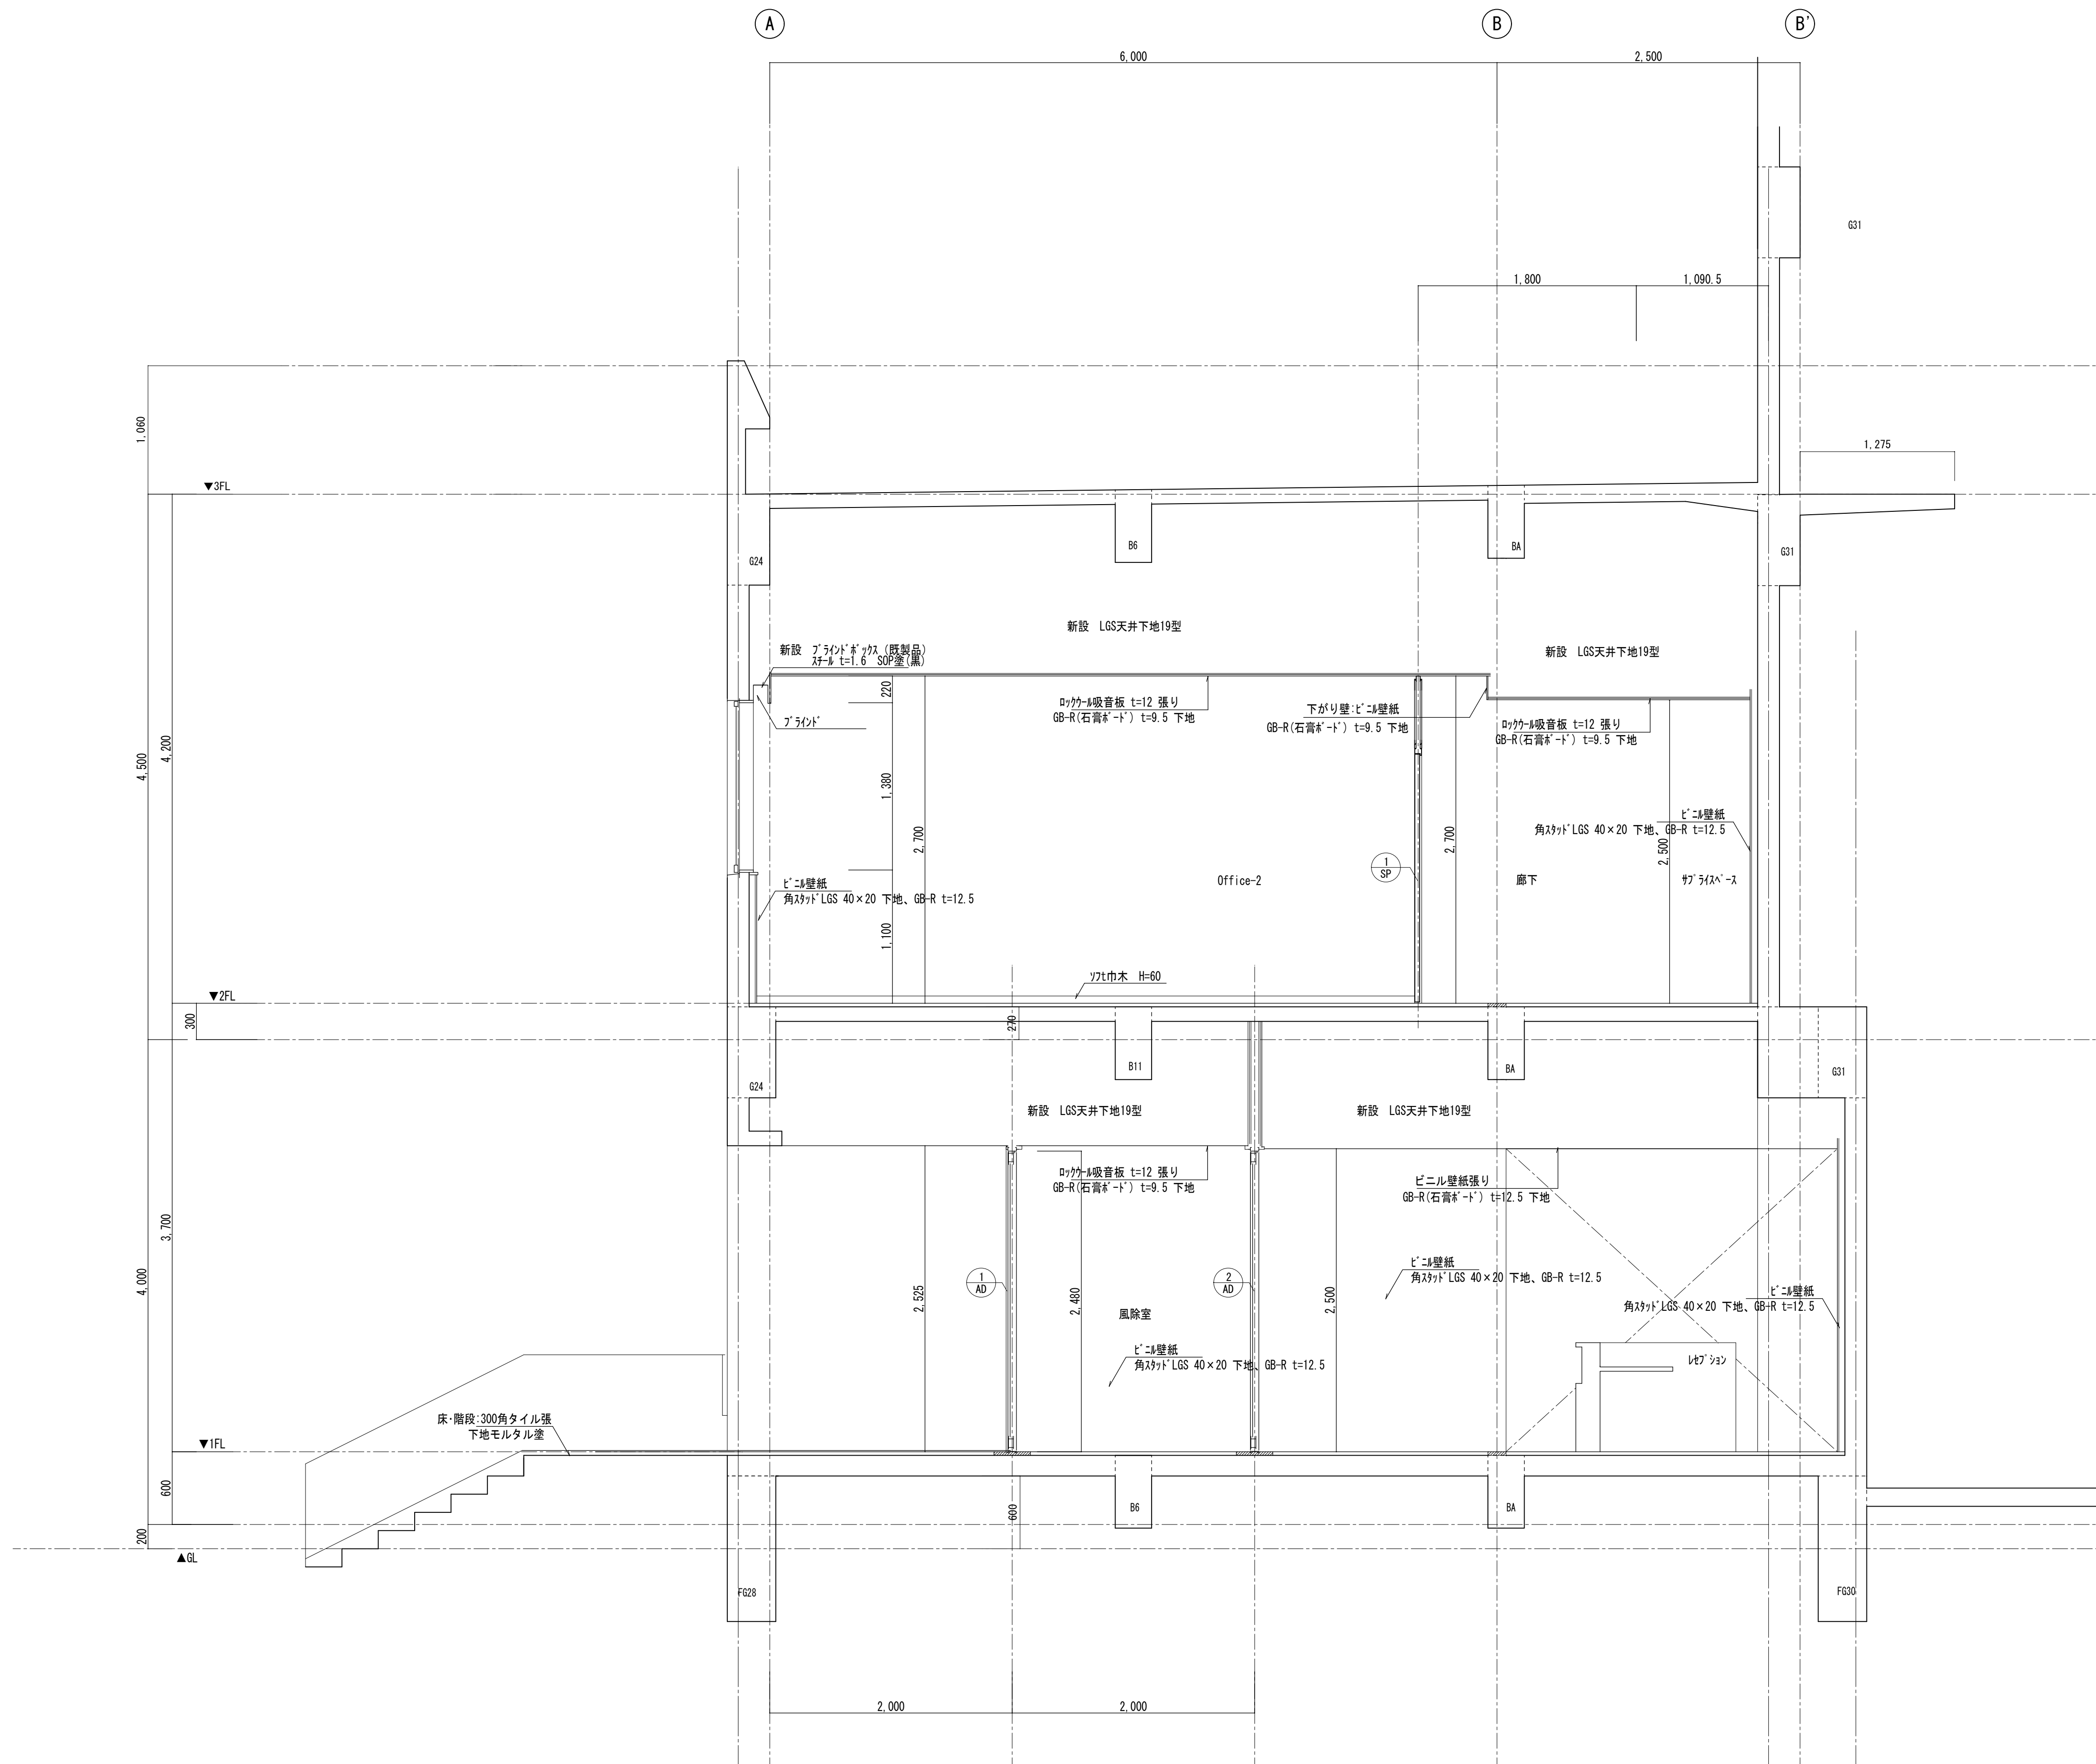 A
B
B'
6,000
2,500
G31
1,800
1,090.5
1,060
1,275
▼3FL
G24
B6
BA
G31
新設　LGS天井下地19型
新設　LGS天井下地19型
新設　ﾌﾞﾗｲﾝﾄﾞﾎﾞｯｸｽ（既製品）
ｽﾁｰﾙ t=1.6　SOP塗(黒)
220
ﾛｯｸｳｰﾙ吸音板 t=12 張り
GB-R(石膏ﾎﾞｰﾄﾞ) t=9.5 下地
下がり壁:ﾋﾞﾆﾙ壁紙
GB-R(石膏ﾎﾞｰﾄﾞ) t=9.5 下地
ﾛｯｸｳｰﾙ吸音板 t=12 張り
GB-R(石膏ﾎﾞｰﾄﾞ) t=9.5 下地
ﾌﾞﾗｲﾝﾄﾞ
4,500
4,200
1,380
2,700
2,700
2,500
ﾋﾞﾆﾙ壁紙
角ｽﾀｯﾄﾞLGS 40×20 下地、GB-R t=12.5
1
SP
Office-2
廊下
ｻﾌﾟﾗｲｽﾍﾟｰｽ
ﾋﾞﾆﾙ壁紙
角ｽﾀｯﾄﾞLGS 40×20 下地、GB-R t=12.5
1,100
ｿﾌt巾木　H=60
▼2FL
300
270
G24
B11
BA
G31
新設　LGS天井下地19型
新設　LGS天井下地19型
ﾛｯｸｳｰﾙ吸音板 t=12 張り
GB-R(石膏ﾎﾞｰﾄﾞ) t=9.5 下地
ビニル壁紙張り
GB-R(石膏ﾎﾞｰﾄﾞ) t=12.5 下地
3,700
4,000
2,525
1
AD
2,480
2
AD
2,500
ﾋﾞﾆﾙ壁紙
角ｽﾀｯﾄﾞLGS 40×20 下地、GB-R t=12.5
ﾋﾞﾆﾙ壁紙
角ｽﾀｯﾄﾞLGS 40×20 下地、GB-R t=12.5
風除室
ﾋﾞﾆﾙ壁紙
角ｽﾀｯﾄﾞLGS 40×20 下地、GB-R t=12.5
ﾚｾﾌﾟｼｮﾝ
床･階段:300角タイル張
下地モルタル塗
▼1FL
600
200
600
B6
BA
▲GL
FG28
FG30
2,000
2,000